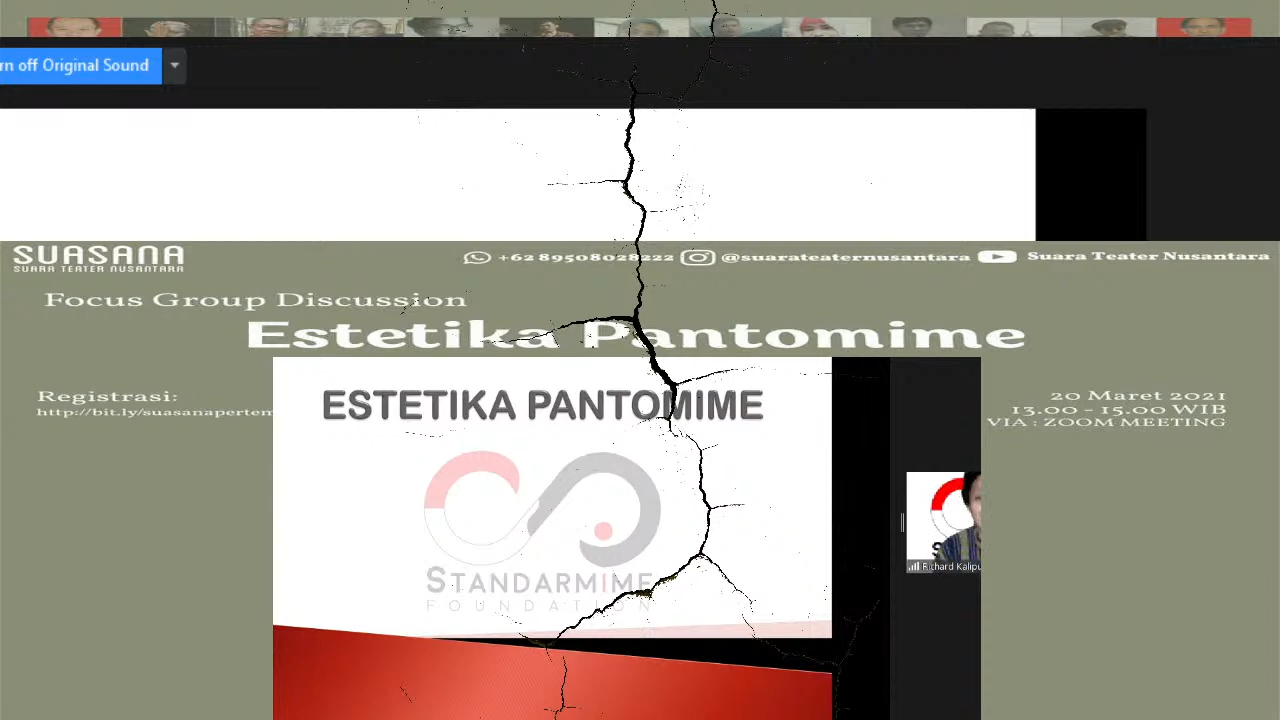 rn off Original Sound
SUASANA
SUARA TEATER NUSANTARA
+62 89508028222 @suarateaternusantara Suara Teater Nusantara
Focus Group Discussion
Estetika Pantomime
Registrasi:
http://bit.ly/suasanapertem
20 Maret 2021
13.00 - 15.00 WIB
VIA : ZOOM MEETING
ESTETIKA PANTOMIME
STANDARMIME
FOUNDATION
Richard Kalipu